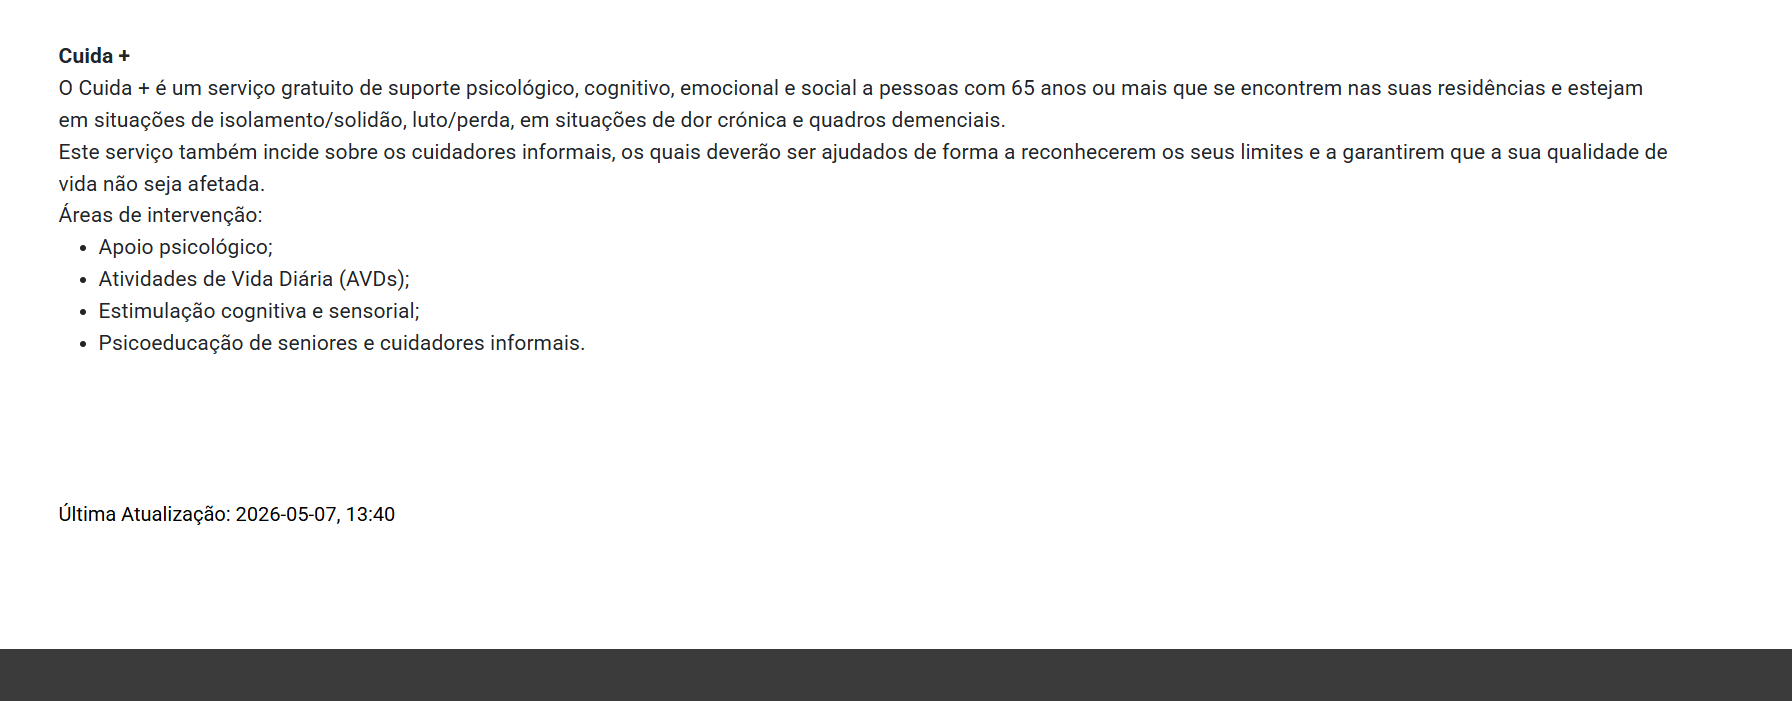 Cuida +
O Cuida + é um serviço gratuito de suporte psicológico, cognitivo, emocional e social a pessoas com 65 anos ou mais que se encontrem nas suas residências e estejam
em situações de isolamento/solidão, luto/perda, em situações de dor crónica e quadros demenciais.
Este serviço também incide sobre os cuidadores informais, os quais deverão ser ajudados de forma a reconhecerem os seus limites e a garantirem que a sua qualidade de
vida não seja afetada.
Áreas de intervenção:
• Apoio psicológico;
• Atividades de Vida Diária (AVDs);
• Estimulação cognitiva e sensorial;
• Psicoeducação de seniores e cuidadores informais.
Última Atualização: 2026-05-07, 13:40